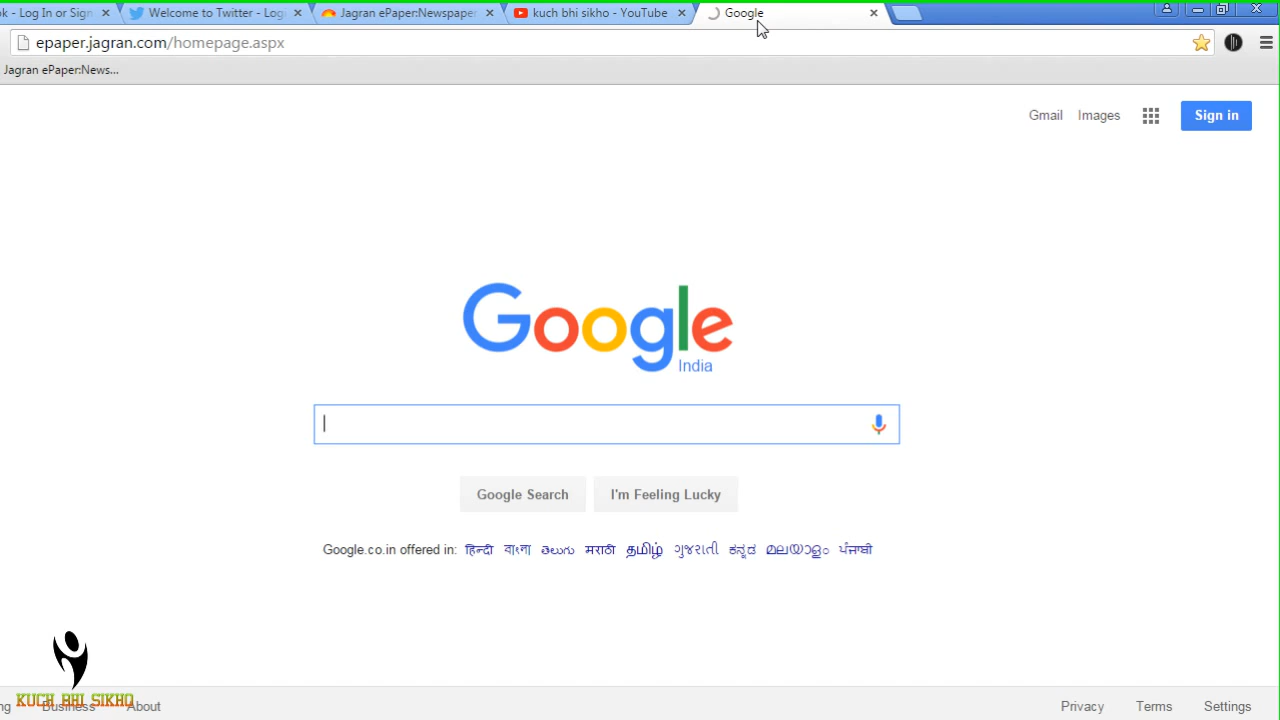 ok - Log In or Sign
Welcome to Twitter - Log
Jagran ePaper:Newspaper
kuch bhi sikho - YouTube
Google
epaper.jagran.com/homepage.aspx
Jagran ePaper:News...
Gmail Images Sign in
Google
India
Google Search I'm Feeling Lucky
Google.co.in offered in: हिन्दी বাংলা తెలుగు मराठी தமிழ் ગુજરાતી ಕನ್ನಡ മലയാളം ਪੰਜਾਬੀ
KUCH BHI SIKHO
ng Business About Privacy Terms Settings